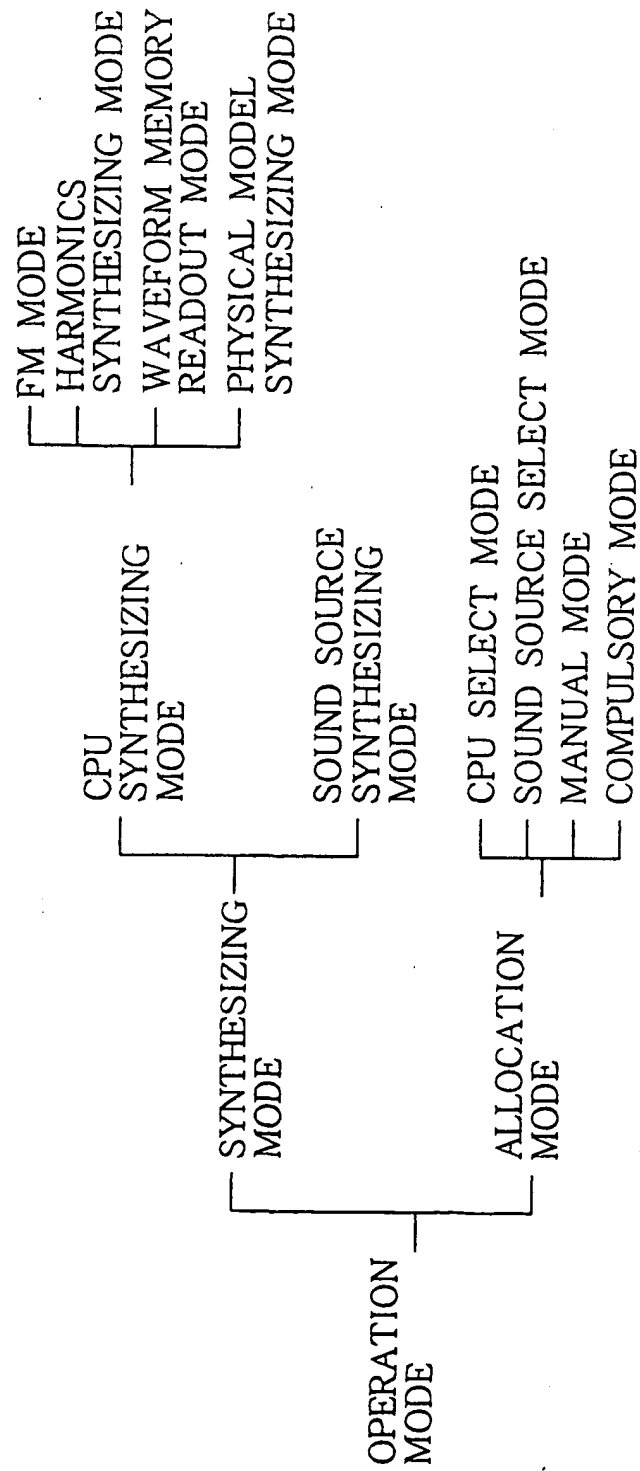 OPERATION
MODE
SYNTHESIZING
MODE
CPU
SYNTHESIZING
MODE
FM MODE
HARMONICS
SYNTHESIZING MODE
WAVEFORM MEMORY
READOUT MODE
PHYSICAL MODEL
SYNTHESIZING MODE
SOUND SOURCE
SYNTHESIZING
MODE
ALLOCATION
MODE
CPU SELECT MODE
SOUND SOURCE SELECT MODE
MANUAL MODE
COMPULSORY MODE